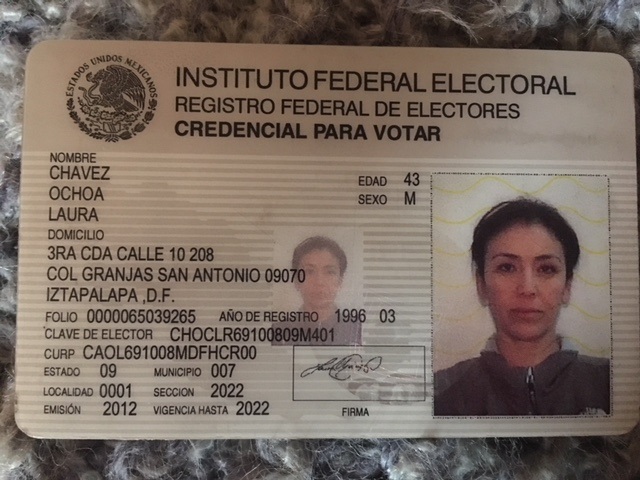 ESTADOS UNIDOS MEXICANOS
INSTITUTO FEDERAL ELECTORAL
REGISTRO FEDERAL DE ELECTORES
CREDENCIAL PARA VOTAR
NOMBRE
CHAVEZ
OCHOA
LAURA
EDAD 43
SEXO M
DOMICILIO
3RA CDA CALLE 10 208
COL GRANJAS SAN ANTONIO 09070
IZTAPALAPA ,D.F.
FOLIO 0000065039265 AÑO DE REGISTRO 1996 03
CLAVE DE ELECTOR CHOCLR69100809M401
CURP CAOL691008MDFHCR00
ESTADO 09 MUNICIPIO 007
LOCALIDAD 0001 SECCION 2022
EMISIÓN 2012 VIGENCIA HASTA 2022
FIRMA